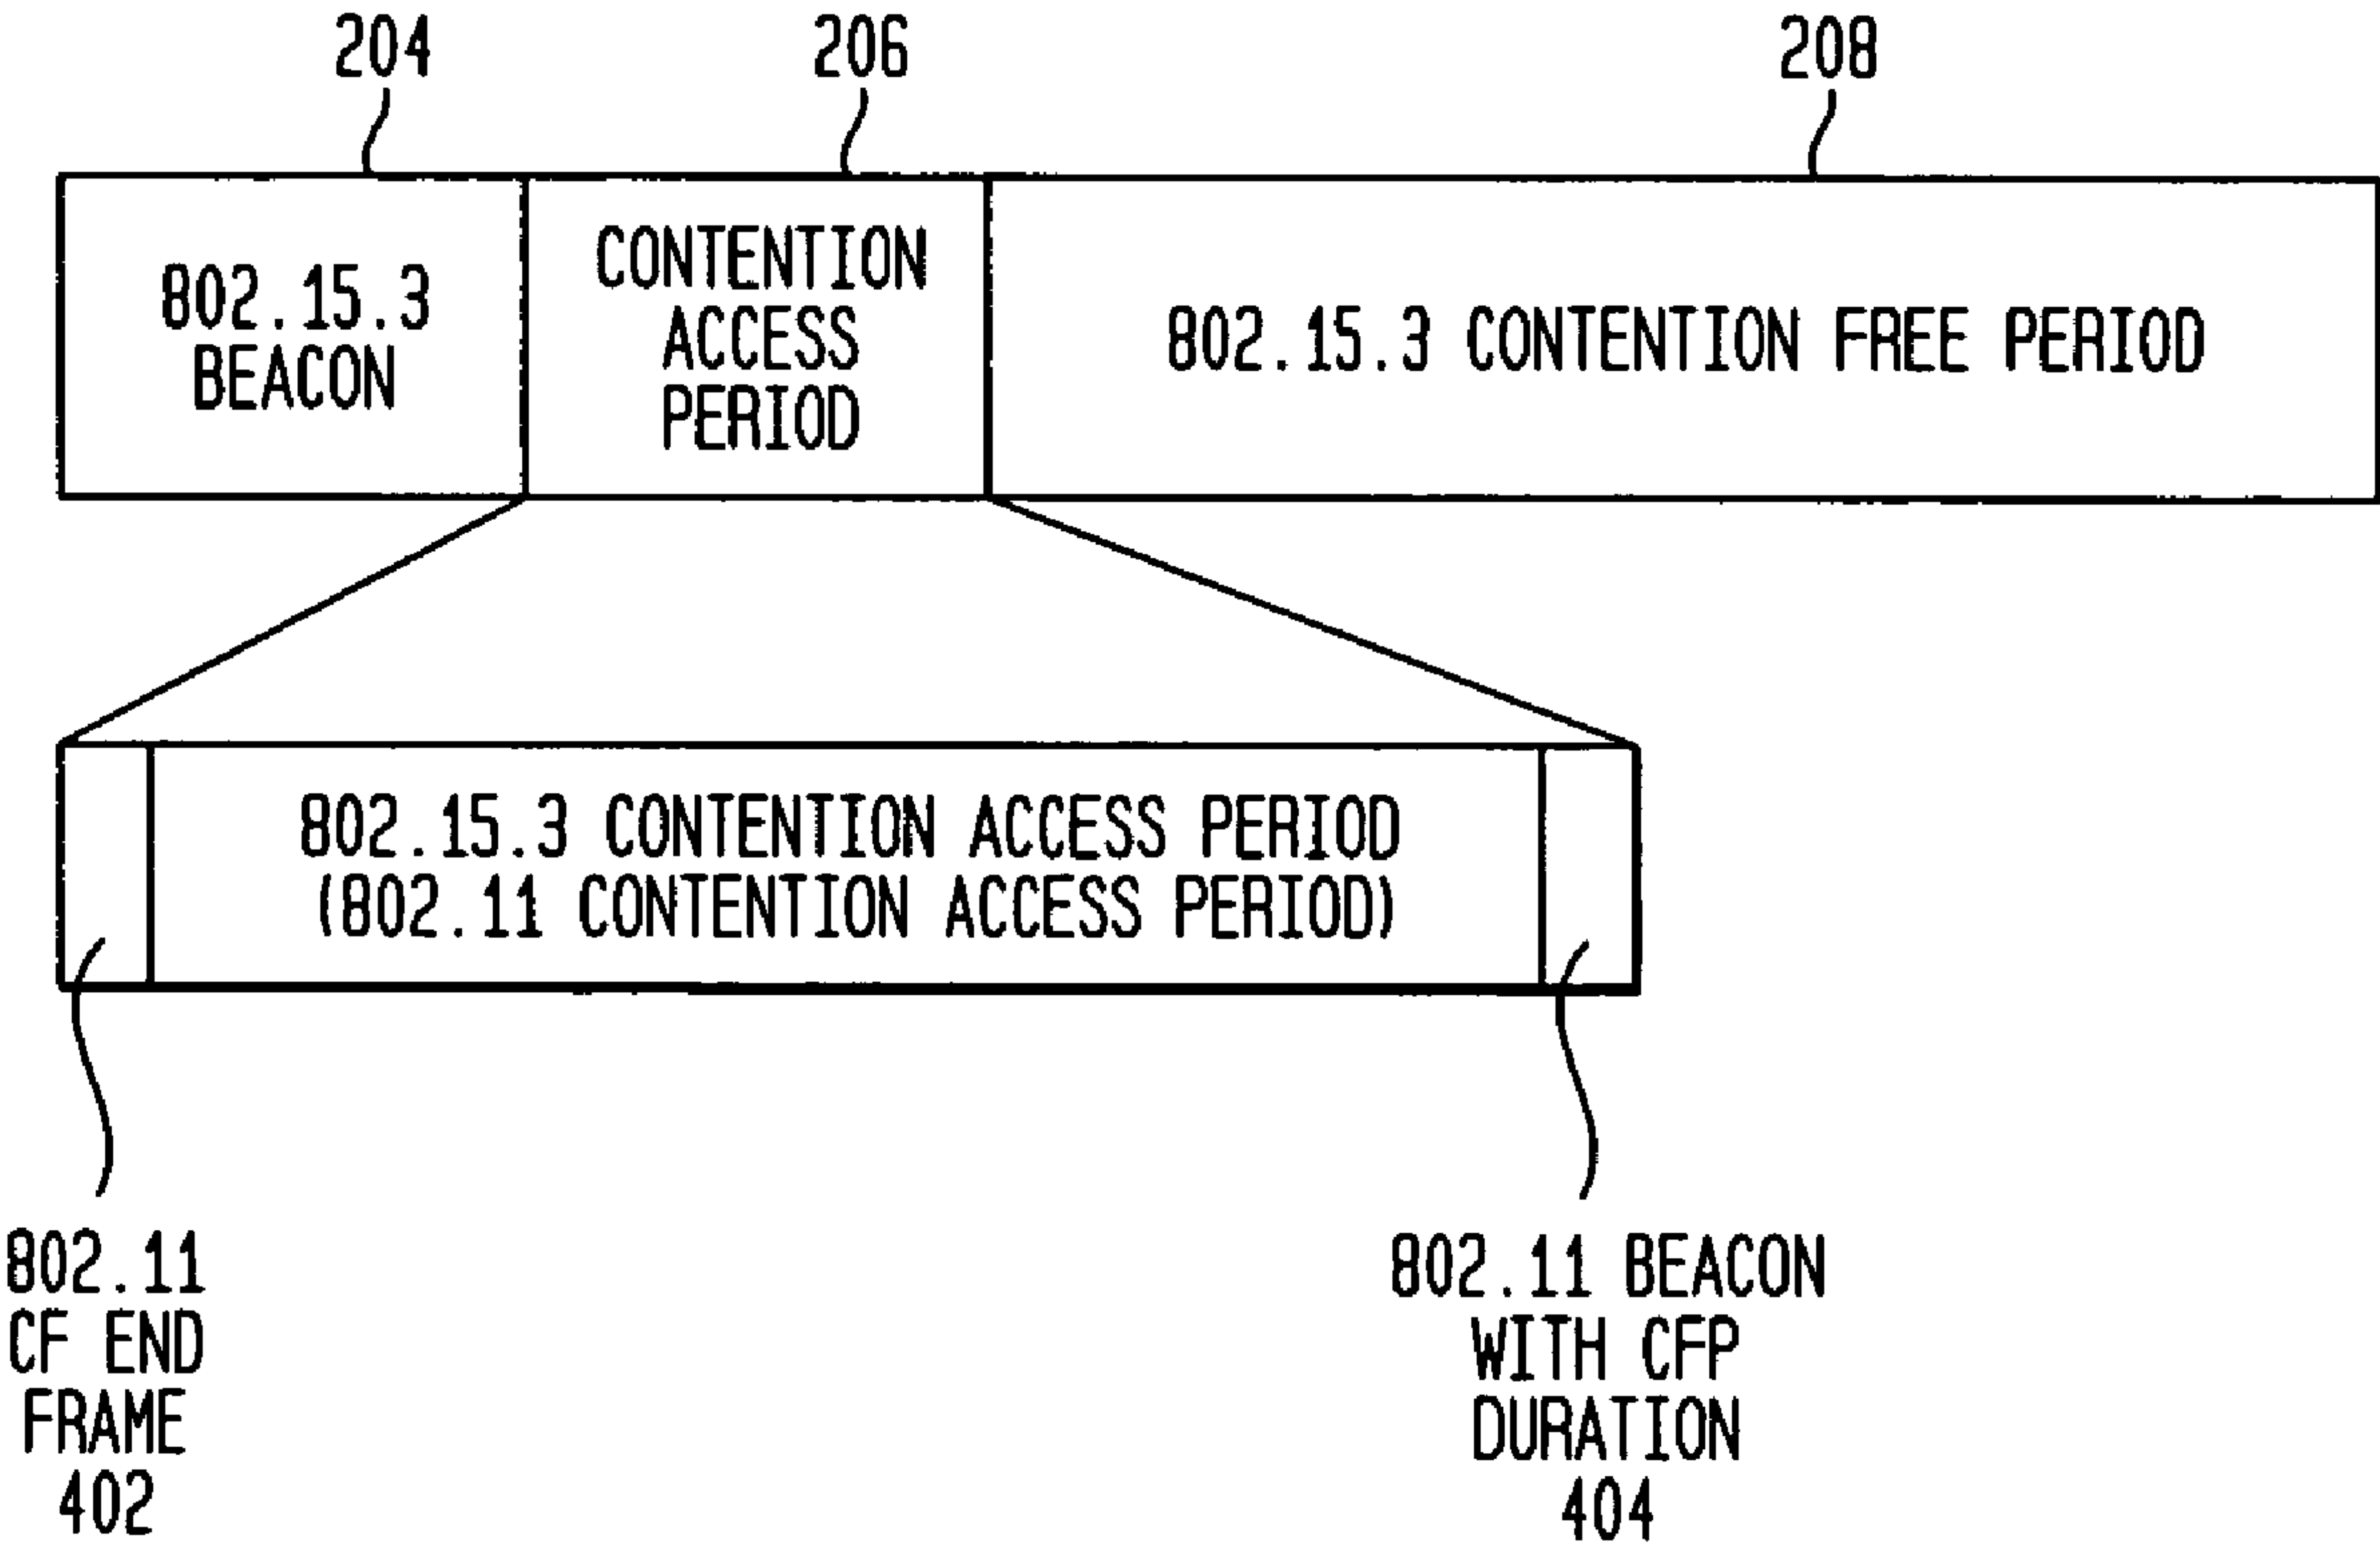 204
206
208
802.15.3
BEACON
CONTENTION
ACCESS
PERIOD
802.15.3 CONTENTION FREE PERIOD
802.15.3 CONTENTION ACCESS PERIOD
(802.11 CONTENTION ACCESS PERIOD)
802.11
CF END
FRAME
402
802.11 BEACON
WITH CFP
DURATION
404